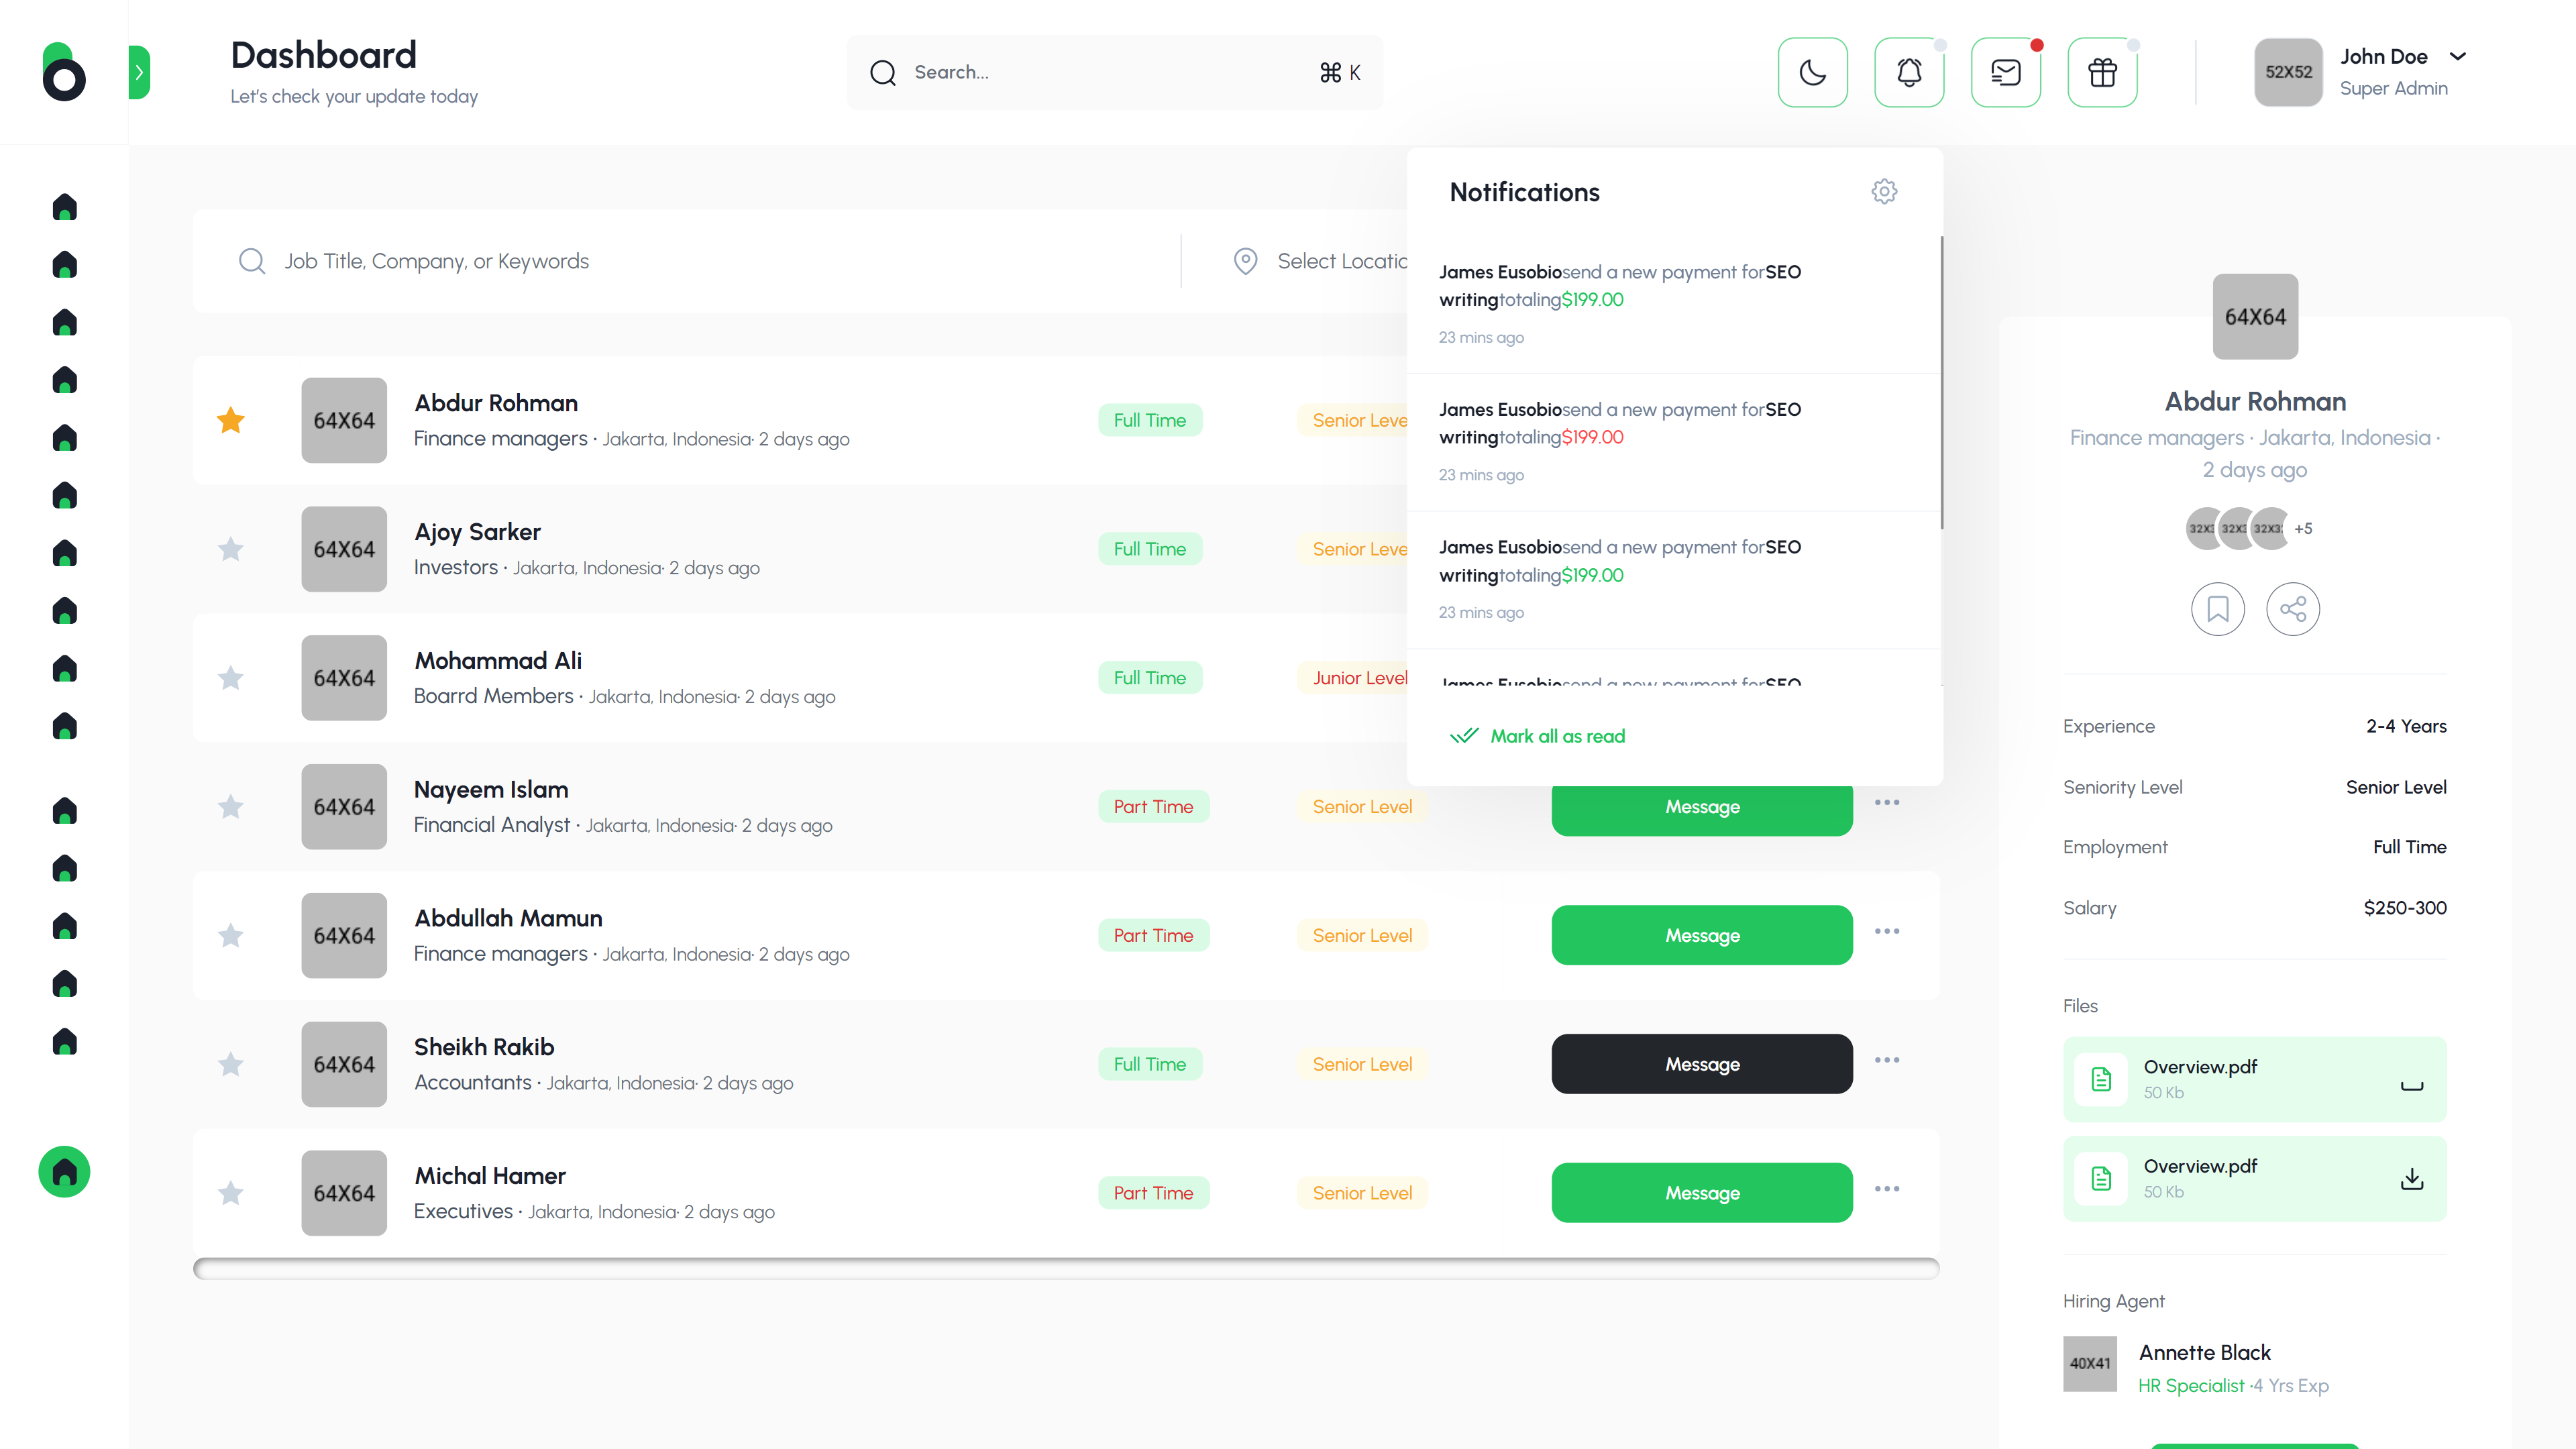 Dashboard
Let's check your update today
Search...
⌘ K
52X52
John Doe
Super Admin
Job Title, Company, or Keywords
Select Locatio
64X64
Abdur Rohman
Finance managers · Jakarta, Indonesia· 2 days ago
Full Time
Senior Leve
64X64
Ajoy Sarker
Investors · Jakarta, Indonesia· 2 days ago
Full Time
Senior Leve
64X64
Mohammad Ali
Boarrd Members · Jakarta, Indonesia· 2 days ago
Full Time
Junior Level
64X64
Nayeem Islam
Financial Analyst · Jakarta, Indonesia· 2 days ago
Part Time
Senior Level
Message
64X64
Abdullah Mamun
Finance managers · Jakarta, Indonesia· 2 days ago
Part Time
Senior Level
Message
64X64
Sheikh Rakib
Accountants · Jakarta, Indonesia· 2 days ago
Full Time
Senior Level
Message
64X64
Michal Hamer
Executives · Jakarta, Indonesia· 2 days ago
Part Time
Senior Level
Message
Notifications
James Eusobiosend a new payment forSEO
writingtotaling$199.00
23 mins ago
James Eusobiosend a new payment forSEO
writingtotaling$199.00
23 mins ago
James Eusobiosend a new payment forSEO
writingtotaling$199.00
23 mins ago
James Eusobiosend a new payment forSEO
Mark all as read
64X64
Abdur Rohman
Finance managers · Jakarta, Indonesia ·
2 days ago
32X3
32X3
32X3
+5
Experience
2-4 Years
Seniority Level
Senior Level
Employment
Full Time
Salary
$250-300
Files
Overview.pdf
50 Kb
Overview.pdf
50 Kb
Hiring Agent
40X41
Annette Black
HR Specialist ·4 Yrs Exp